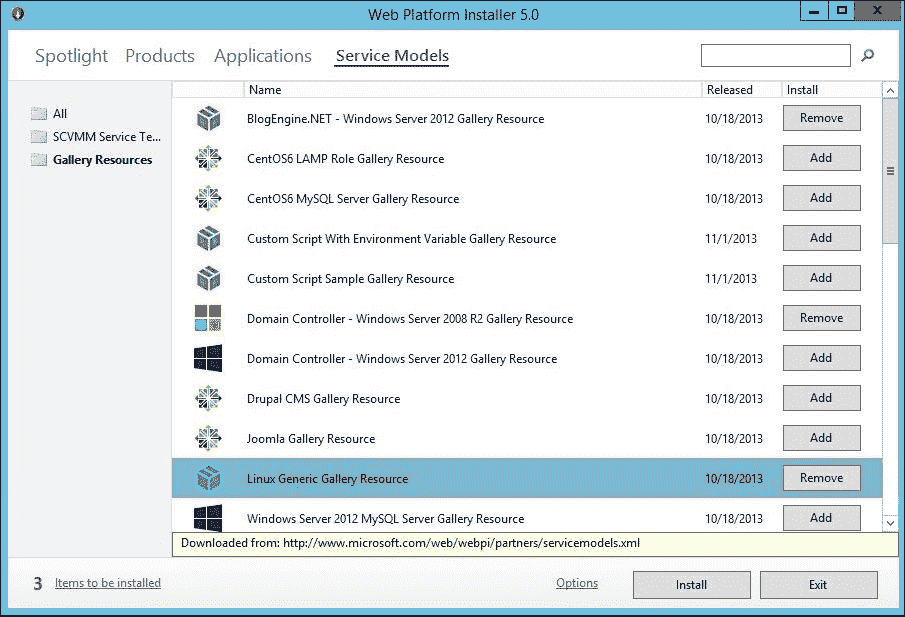 Web Platform Installer 5.0
Spotlight Products Applications Service Models
Name Released Install
All
SCVMM Service Te...
Gallery Resources
BlogEngine.NET - Windows Server 2012 Gallery Resource 10/18/2013 Remove
CentOS6 LAMP Role Gallery Resource 10/18/2013 Add
CentOS6 MySQL Server Gallery Resource 10/18/2013 Add
Custom Script With Environment Variable Gallery Resource 11/1/2013 Add
Custom Script Sample Gallery Resource 11/1/2013 Add
Domain Controller - Windows Server 2008 R2 Gallery Resource 10/18/2013 Remove
Domain Controller - Windows Server 2012 Gallery Resource 10/18/2013 Add
Drupal CMS Gallery Resource 10/18/2013 Add
Joomla Gallery Resource 10/18/2013 Add
Linux Generic Gallery Resource 10/18/2013 Remove
Windows Server 2012 MySQL Server Gallery Resource 10/18/2013 Add
Downloaded from: http://www.microsoft.com/web/webpi/partners/servicemodels.xml
3 Items to be installed Options Install Exit